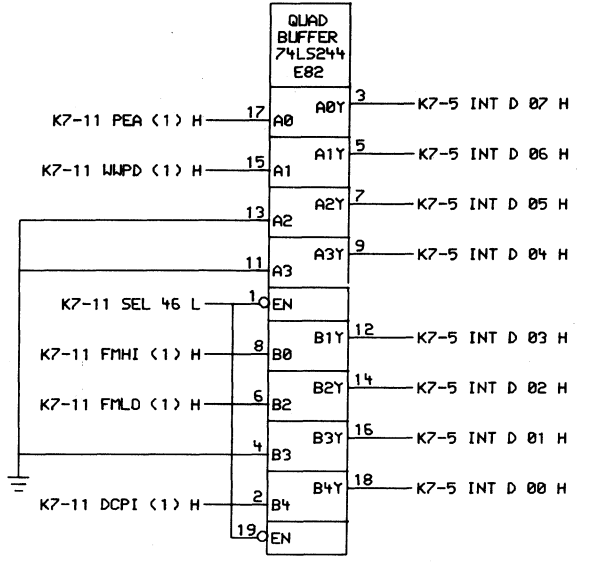 QUAD
BUFFER
74LS244
E82
K7-11 PEA (1) H 17 A0 A0Y 3 K7-5 INT D 07 H
K7-11 WWPD (1) H 15 A1 A1Y 5 K7-5 INT D 06 H
13 A2 A2Y 7 K7-5 INT D 05 H
11 A3 A3Y 9 K7-5 INT D 04 H
K7-11 SEL 46 L 1 EN
K7-11 FMHI (1) H 8 B0 B1Y 12 K7-5 INT D 03 H
K7-11 FMLO (1) H 6 B2 B2Y 14 K7-5 INT D 02 H
4 B3 B3Y 16 K7-5 INT D 01 H
K7-11 DCPI (1) H 2 B4 B4Y 18 K7-5 INT D 00 H
19 EN